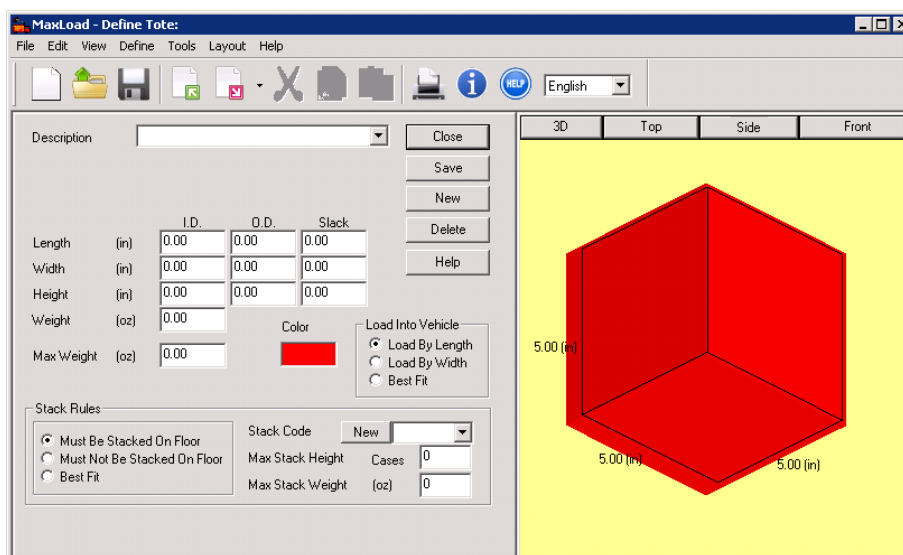 MaxLoad - Define Tote:
File Edit View Define Tools Layout Help
HELP English
Description Close
Save
New
Delete
Help
I.D. O.D. Slack
Length (in) 0.00 0.00 0.00
Width (in) 0.00 0.00 0.00
Height (in) 0.00 0.00 0.00
Weight (oz) 0.00
Max Weight (oz) 0.00
Color
Load Into Vehicle
Load By Length
Load By Width
Best Fit
Stack Rules
Must Be Stacked On Floor
Must Not Be Stacked On Floor
Best Fit
Stack Code New
Max Stack Height Cases 0
Max Stack Weight (oz) 0
3D Top Side Front
5.00 (in)
5.00 (in)
5.00 (in)